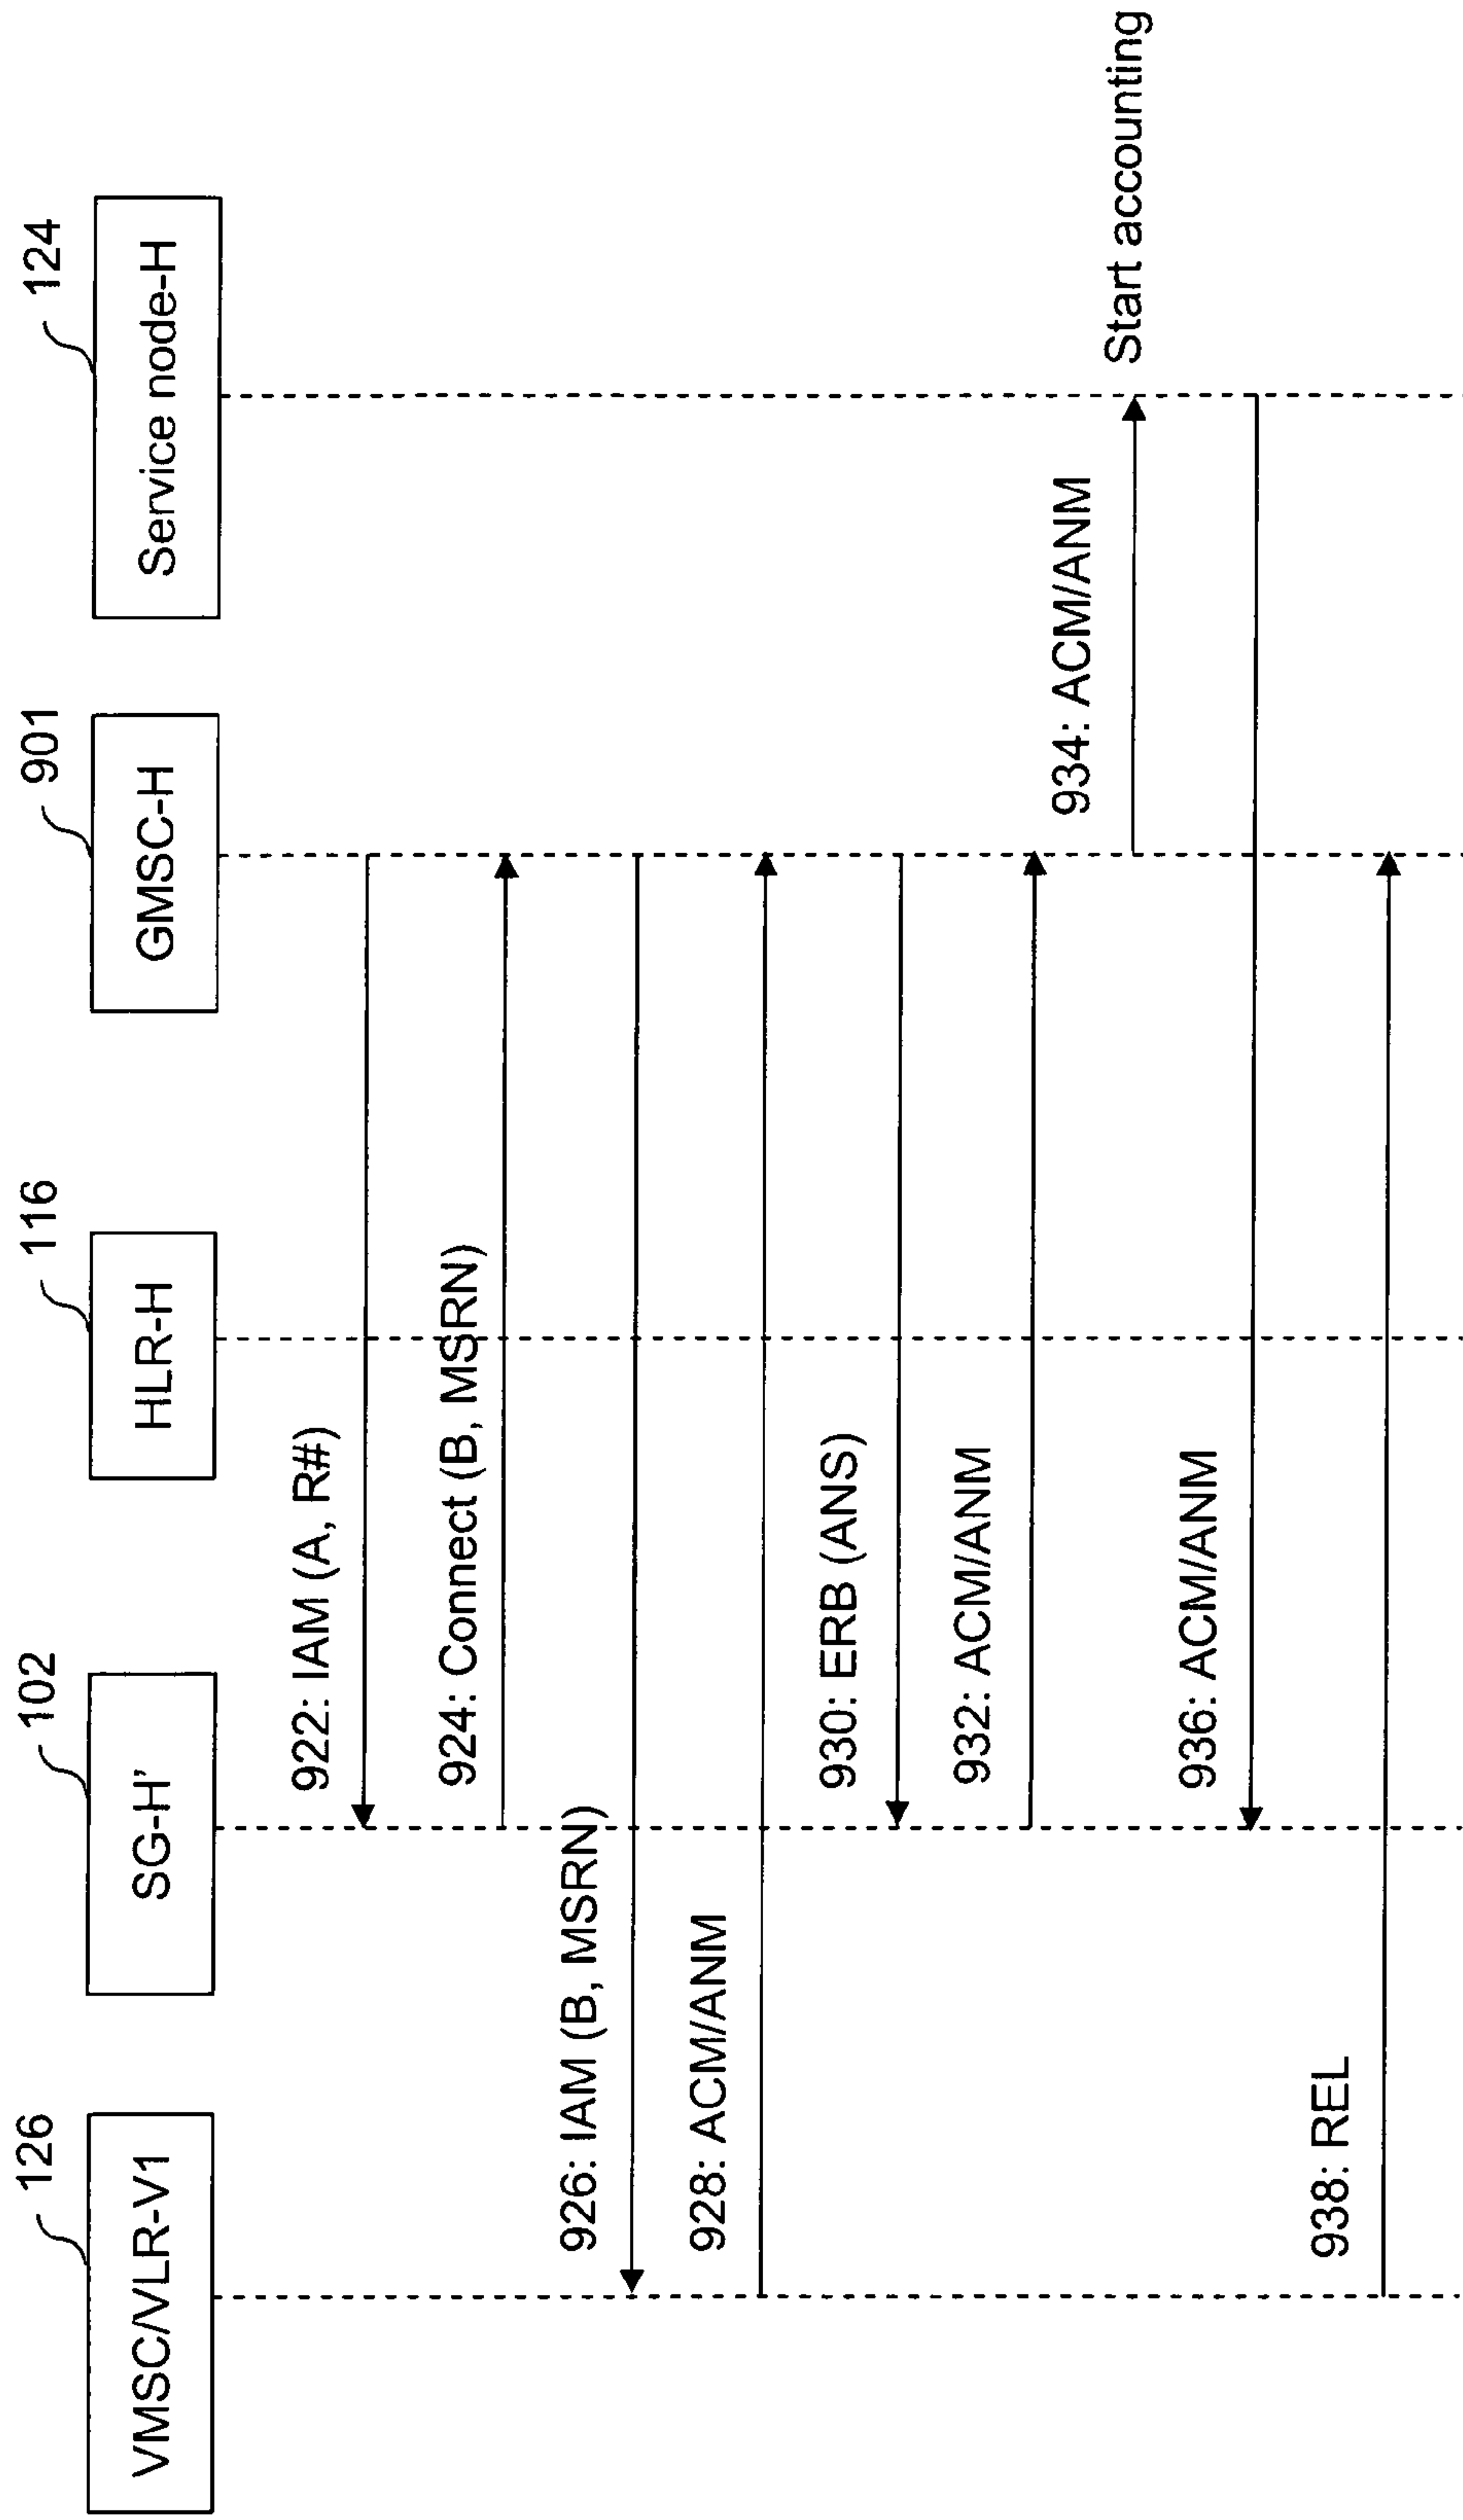 126
102
116
901
124
VMSC/VLR-V1
SG-H'
HLR-H
GMSC-H
Service node-H
922: IAM (A, R#)
924: Connect (B, MSRN)
926: IAM (B, MSRN)
928: ACM/ANM
930: ERB (ANS)
932: ACM/ANM
934: ACM/ANM
Start accounting
936: ACM/ANM
938: REL